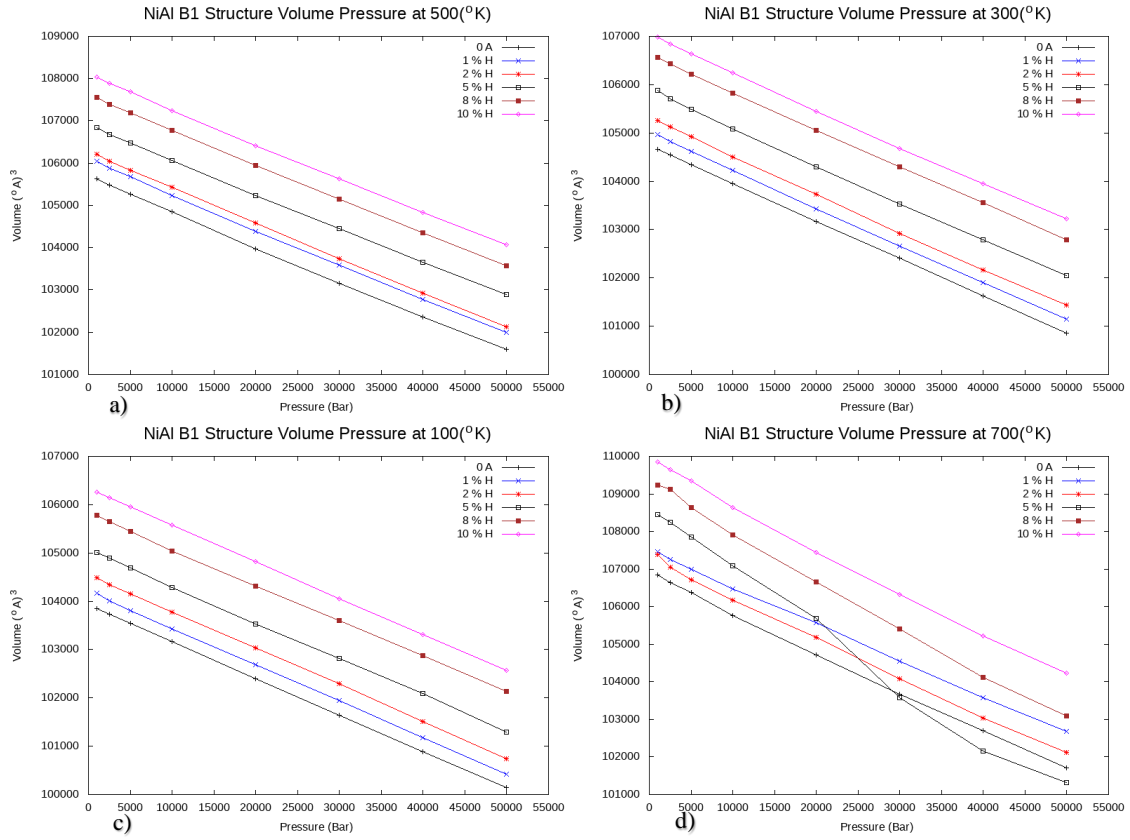 NiAl B1 Structure Volume Pressure at 500(°K)
109000
108000
107000
106000
105000
104000
103000
102000
101000
Volume (° A) ³
0 A
1 % H
2 % H
5 % H
8 % H
10 % H
0 5000 10000 15000 20000 25000 30000 35000 40000 45000 50000 55000
Pressure (Bar)
a)
NiAl B1 Structure Volume Pressure at 300(°K)
107000
106000
105000
104000
103000
102000
101000
100000
Volume (° A) ³
0 A
1 % H
2 % H
5 % H
8 % H
10 % H
0 5000 10000 15000 20000 25000 30000 35000 40000 45000 50000 55000
Pressure (Bar)
b)
NiAl B1 Structure Volume Pressure at 100(°K)
107000
106000
105000
104000
103000
102000
101000
100000
Volume (° A) ³
0 A
1 % H
2 % H
5 % H
8 % H
10 % H
0 5000 10000 15000 20000 25000 30000 35000 40000 45000 50000 55000
Pressure (Bar)
c)
NiAl B1 Structure Volume Pressure at 700(°K)
110000
109000
108000
107000
106000
105000
104000
103000
102000
101000
Volume (° A) ³
0 A
1 % H
2 % H
5 % H
8 % H
10 % H
0 5000 10000 15000 20000 25000 30000 35000 40000 45000 50000 55000
Pressure (Bar)
d)